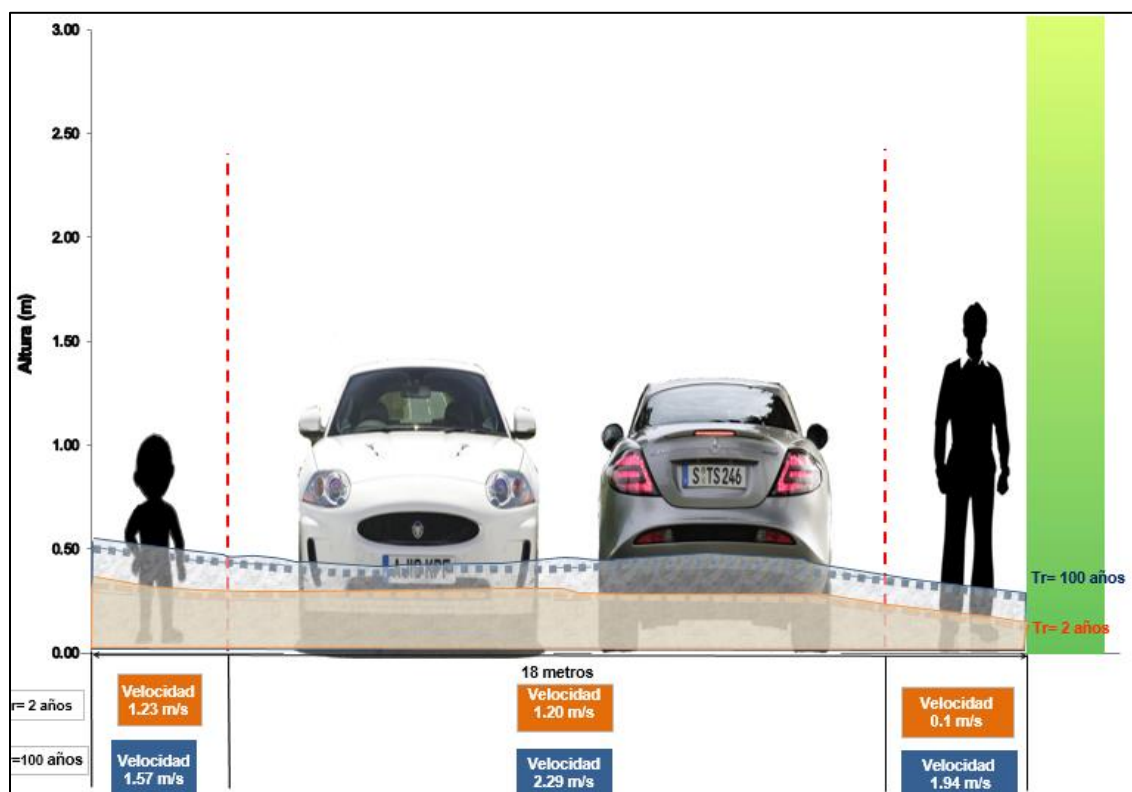 3.00
2.50
2.00
1.50
1.00
0.50
0.00
Altura (m)
S TS 246
AJ10 KPF
Tr= 100 años
Tr= 2 años
18 metros
r= 2 años
Velocidad
1.23 m/s
Velocidad
1.20 m/s
Velocidad
0.1 m/s
=100 años
Velocidad
1.57 m/s
Velocidad
2.29 m/s
Velocidad
1.94 m/s